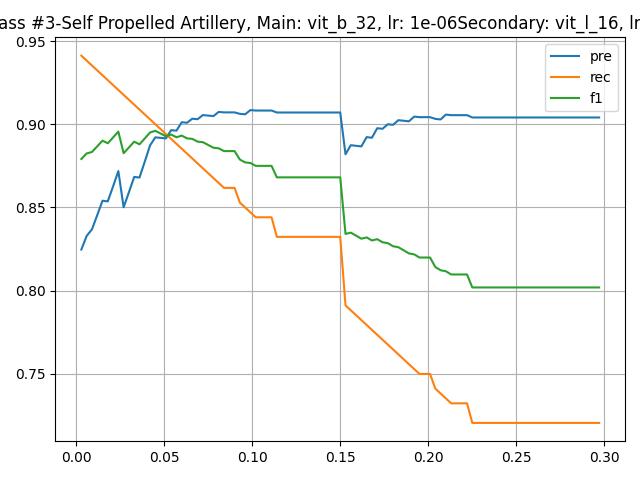 ass #3-Self Propelled Artillery, Main: vit_b_32, lr: 1e-06Secondary: vit_l_16, lr
0.95
0.90
0.85
0.80
0.75
0.00 0.05 0.10 0.15 0.20 0.25 0.30
pre
rec
f1